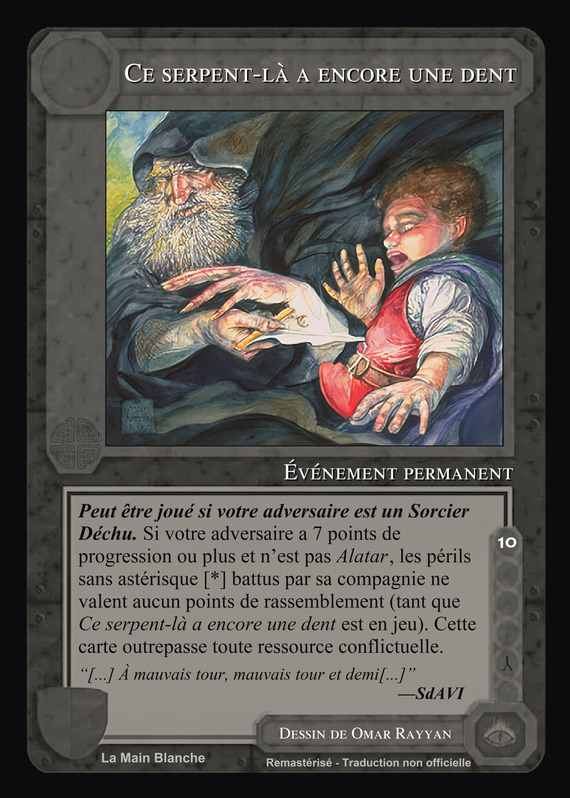 Ce serpent-là a encore une dent
Événement permanent
Peut être joué si votre adversaire est un Sorcier
Déchu. Si votre adversaire a 7 points de
progression ou plus et n’est pas Alatar, les périls
sans astérisque [*] battus par sa compagnie ne
valent aucun points de rassemblement (tant que
Ce serpent-là a encore une dent est en jeu). Cette
carte outrepasse toute ressource conflictuelle.
“[...] À mauvais tour, mauvais tour et demi[...]”
—SdAVI
10
Dessin de Omar Rayyan
La Main Blanche
Remastérisé - Traduction non officielle